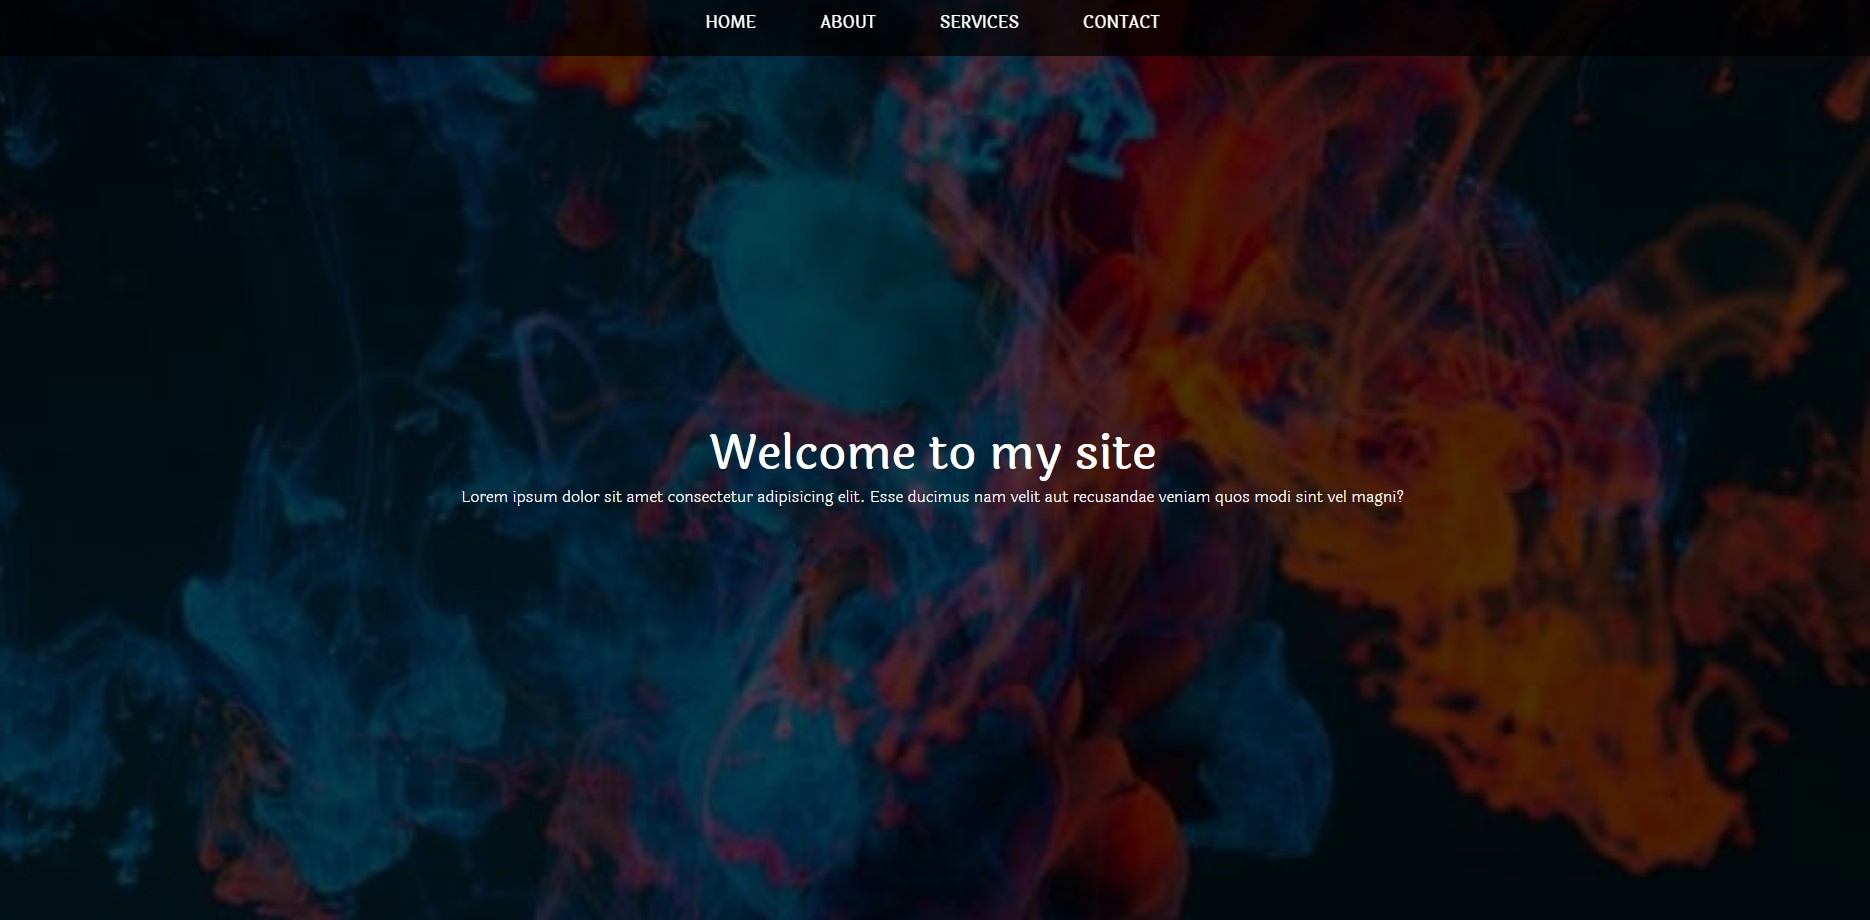 HOME ABOUT SERVICES CONTACT
Welcome to my site
Lorem ipsum dolor sit amet consectetur adipisicing elit. Esse ducimus nam velit aut recusandae veniam quos modi sint vel magni?